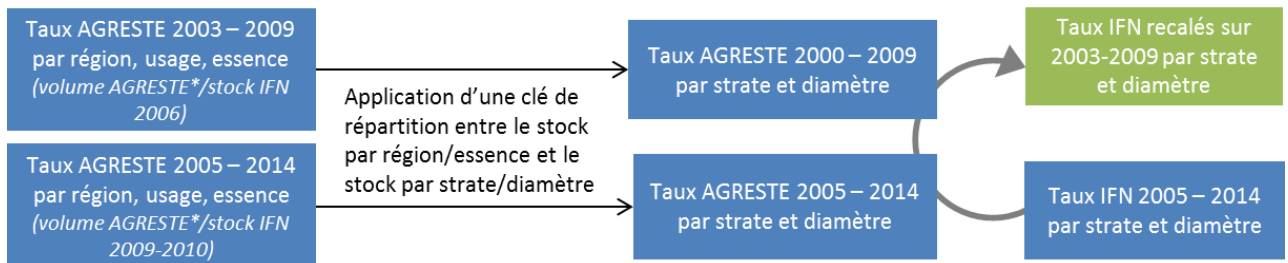 Taux AGRESTE 2003 – 2009
par région, usage, essence
(volume AGRESTE*/stock IFN
2006)
Taux AGRESTE 2005 – 2014
par région, usage, essence
(volume AGRESTE*/stock IFN
2009-2010)
Application d’une clé de
répartition entre le stock
par région/essence et le
stock par strate/diamètre
Taux AGRESTE 2000 – 2009
par strate et diamètre
Taux AGRESTE 2005 – 2014
par strate et diamètre
Taux IFN recalés sur
2003-2009 par strate
et diamètre
Taux IFN 2005 – 2014
par strate et diamètre